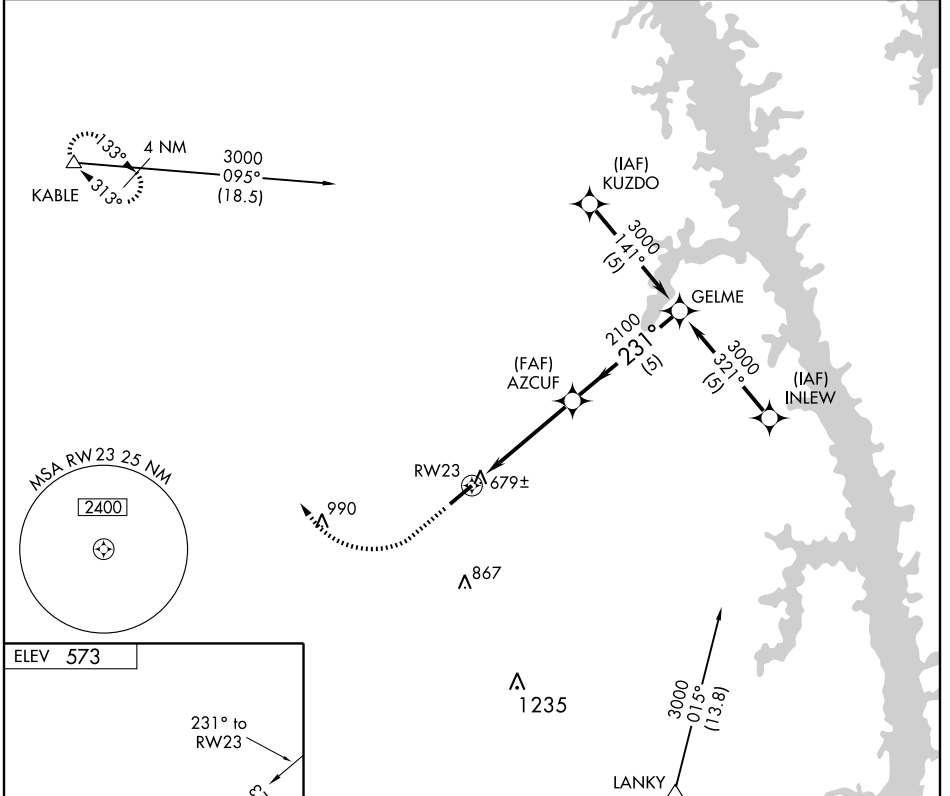 133°
313°
4 NM
KABLE
3000
095°
(18.5)
(IAF)
KUZDO
3000
141°
(5)
GELME
2100
231°
(5)
3000
321°
(5)
(IAF)
INLEW
(FAF)
AZCUF
RW23
679±
990
867
1235
MSA RW23 25 NM
2400
ELEV 573
231° to
RW23
3000
015°
(13.8)
LANKY